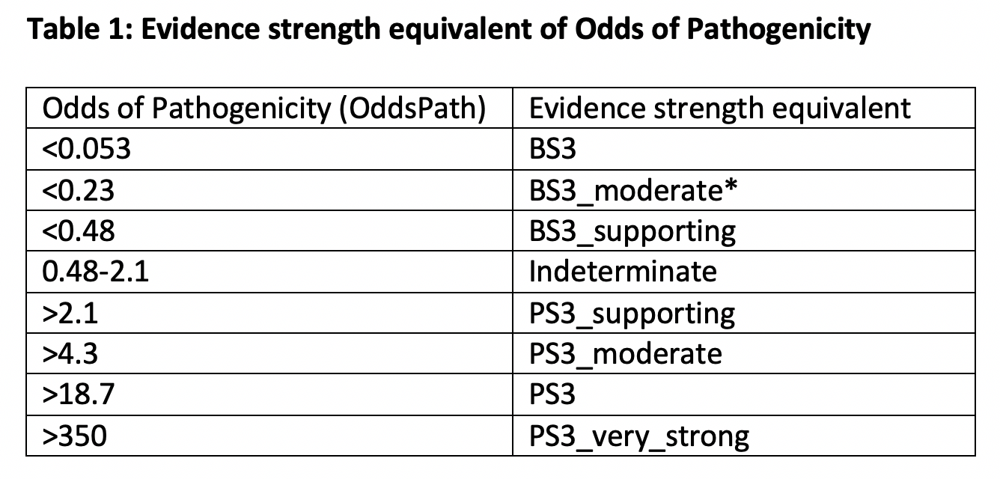 Table 1: Evidence strength equivalent of Odds of Pathogenicity
Odds of Pathogenicity (OddsPath) Evidence strength equivalent
<0.053 BS3
<0.23 BS3_moderate*
<0.48 BS3_supporting
0.48-2.1 Indeterminate
>2.1 PS3_supporting
>4.3 PS3_moderate
>18.7 PS3
>350 PS3_very_strong